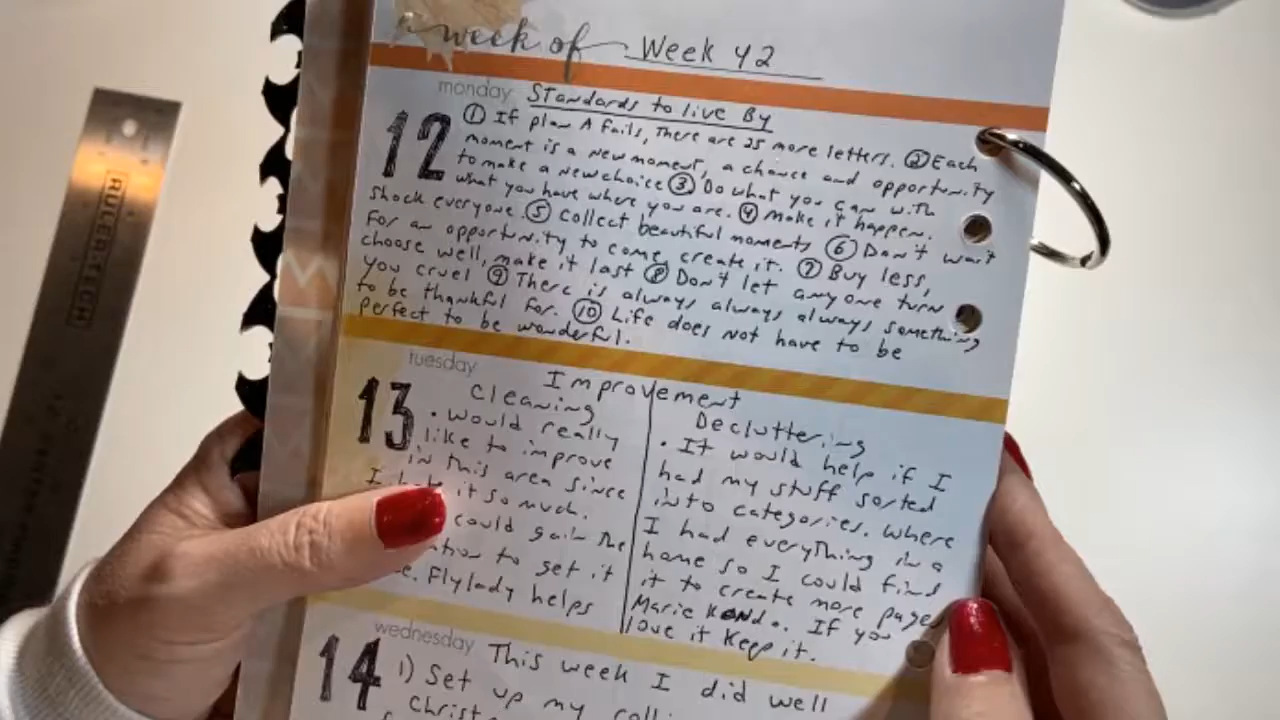 week of Week 42
monday Standards to live By
12 ① If plan A fails, There are 25 more letters. ② Each
moment is a new moment, a chance and opportunity
to make a new choice ③ Do what you can with
what you have where you are. ④ make it happen.
shock everyone. ⑤ Collect beautiful moments ⑥ Don't wait
for an opportunity to come, create it. ⑦ Buy less,
choose well, make it last ⑧ Don't let anyone turn
you cruel ⑨ There is always always always something
to be thankful for. ⑩ Life does not have to be
perfect to be wonderful.
tuesday
13
Improvement
Cleaning
• Would really
like to improve
in this area since
I it so much.
could gain the
to set it
Flylady helps
Decluttering
• It would help if I
had my stuff sorted
into categories. Where
I had everything in a
home so I could find
it to create more pages
Marie Kondo. If you
love it Keep it.
wednesday This week I did well
14 1) Set up my
RULER-TECH